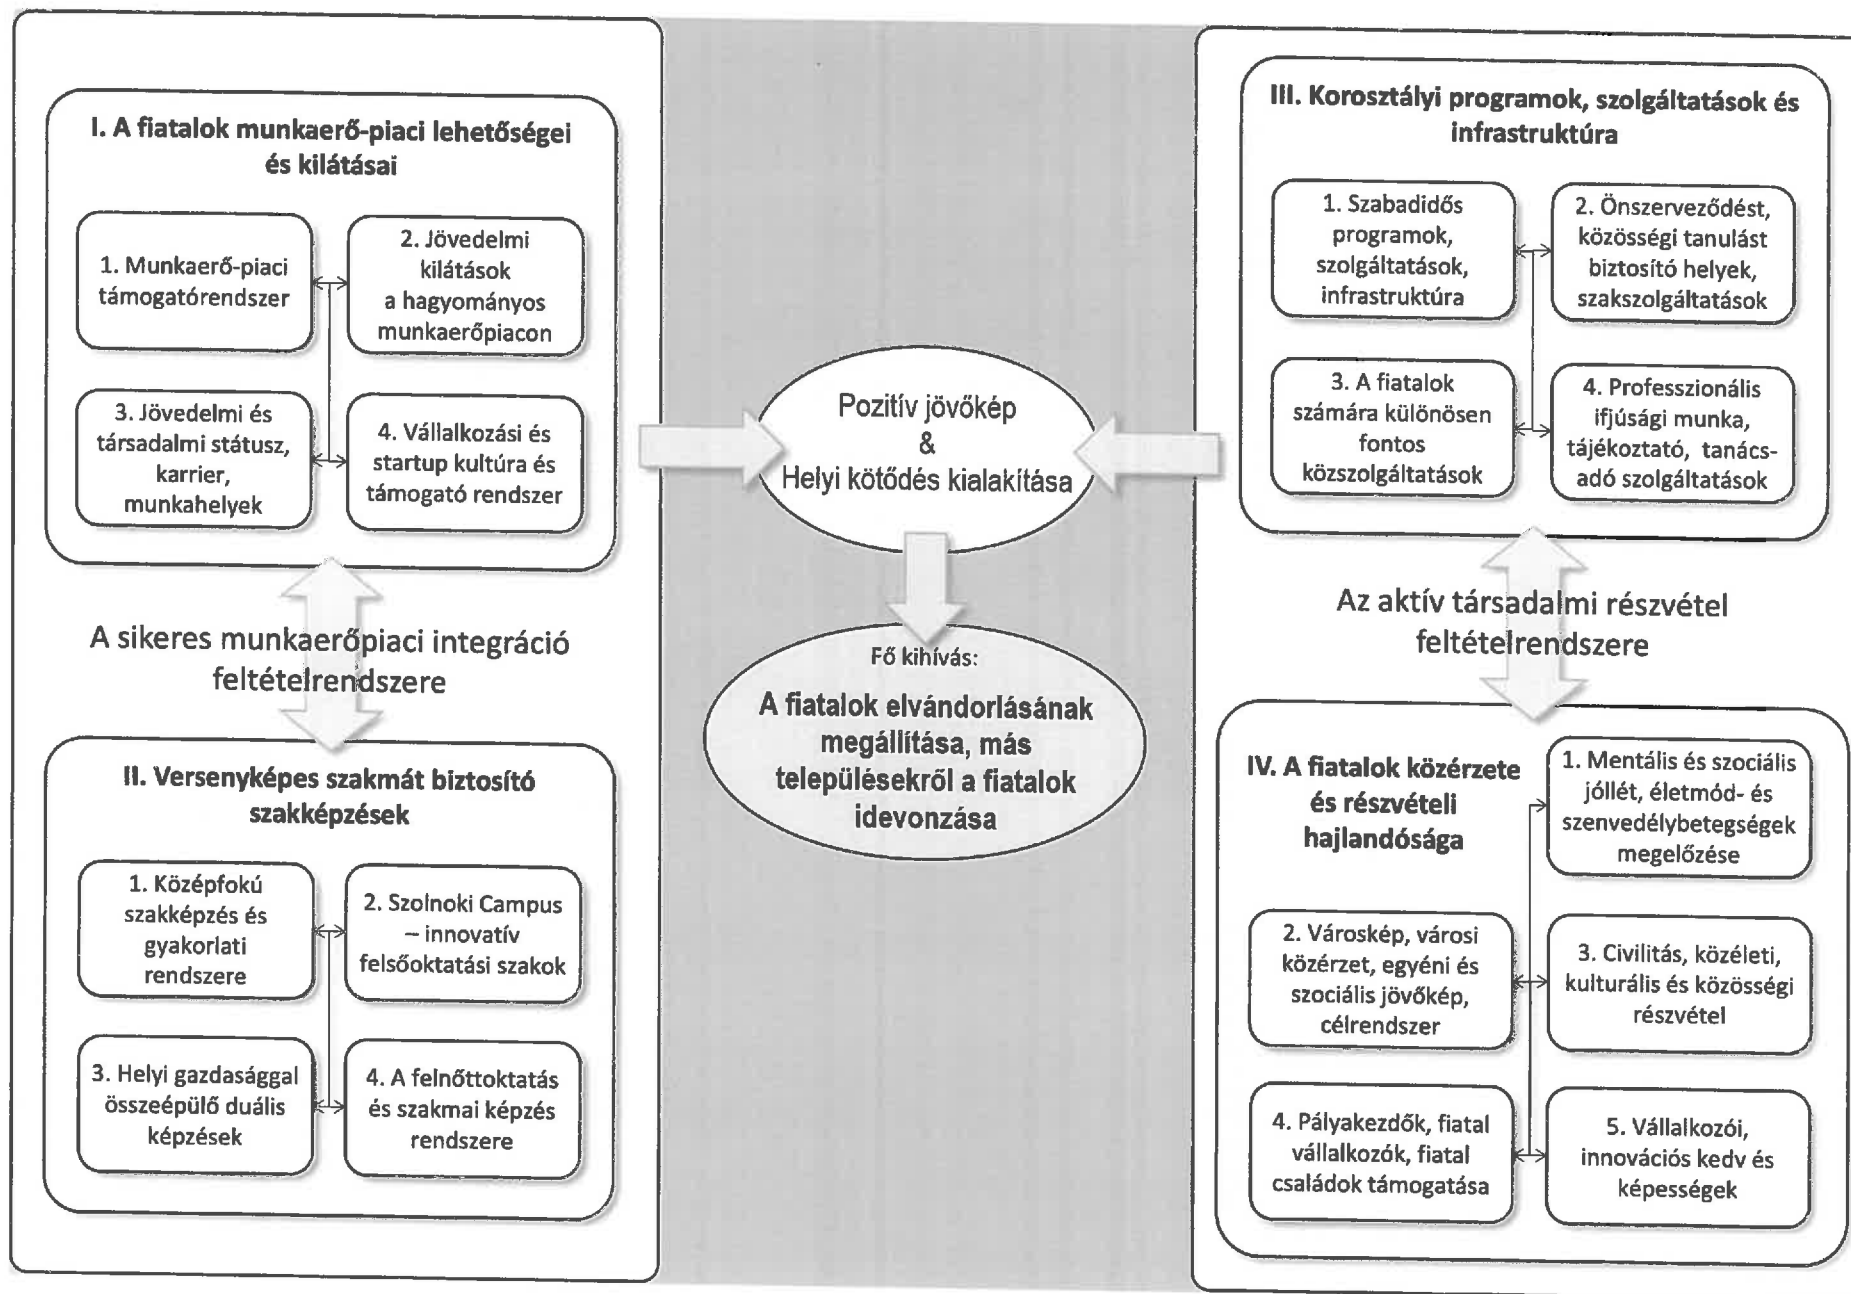 I. A fiatalok munkaerő-piaci lehetőségei
és kilátásai
1. Munkaerő-piaci
támogatórendszer
2. Jövedelmi
kilátások
a hagyományos
munkaerőpiacon
3. Jövedelmi és
társadalmi státusz,
karrier,
munkahelyek
4. Vállalkozási és
startup kultúra és
támogató rendszer
A sikeres munkaerőpiaci integráció
feltételrendszere
II. Versenyképes szakmát biztosító
szakképzések
1. Középfokú
szakképzés és
gyakorlati
rendszere
2. Szolnoki Campus
– innovatív
felsőoktatási szakok
3. Helyi gazdasággal
összeépülő duális
képzések
4. A felnőttoktatás
és szakmai képzés
rendszere
Pozitív jövőkép
&
Helyi kötődés kialakítása
Fő kihívás:
A fiatalok elvándorlásának
megállítása, más
településekről a fiatalok
idevonzása
III. Korosztályi programok, szolgáltatások és
infrastruktúra
1. Szabadidős
programok,
szolgáltatások,
infrastruktúra
2. Önszerveződést,
közösségi tanulást
biztosító helyek,
szakszolgáltatások
3. A fiatalok
számára különösen
fontos
közszolgáltatások
4. Professzionális
ifjúsági munka,
tájékoztató, tanács-
adó szolgáltatások
Az aktív társadalmi részvétel
feltételrendszere
IV. A fiatalok közérzete
és részvételi
hajlandósága
1. Mentális és szociális
jóllét, életmód- és
szenvedélybetegségek
megelőzése
2. Városkép, városi
közérzet, egyéni és
szociális jövőkép,
célrendszer
3. Civilitás, közéleti,
kulturális és közösségi
részvétel
4. Pályakezdők, fiatal
vállalkozók, fiatal
családok támogatása
5. Vállalkozói,
innovációs kedv és
képességek